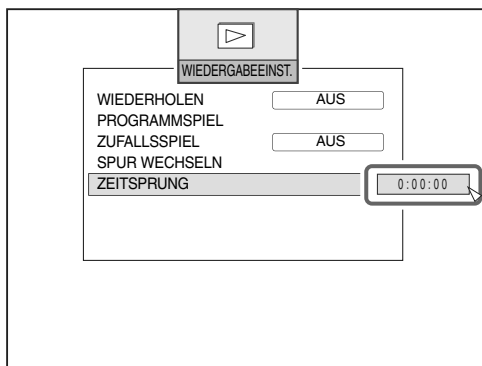 WIEDERGABEEINST.
WIEDERHOLEN AUS
PROGRAMMSPIEL
ZUFALLSSPIEL AUS
SPUR WECHSELN
ZEITSPRUNG 0:00:00